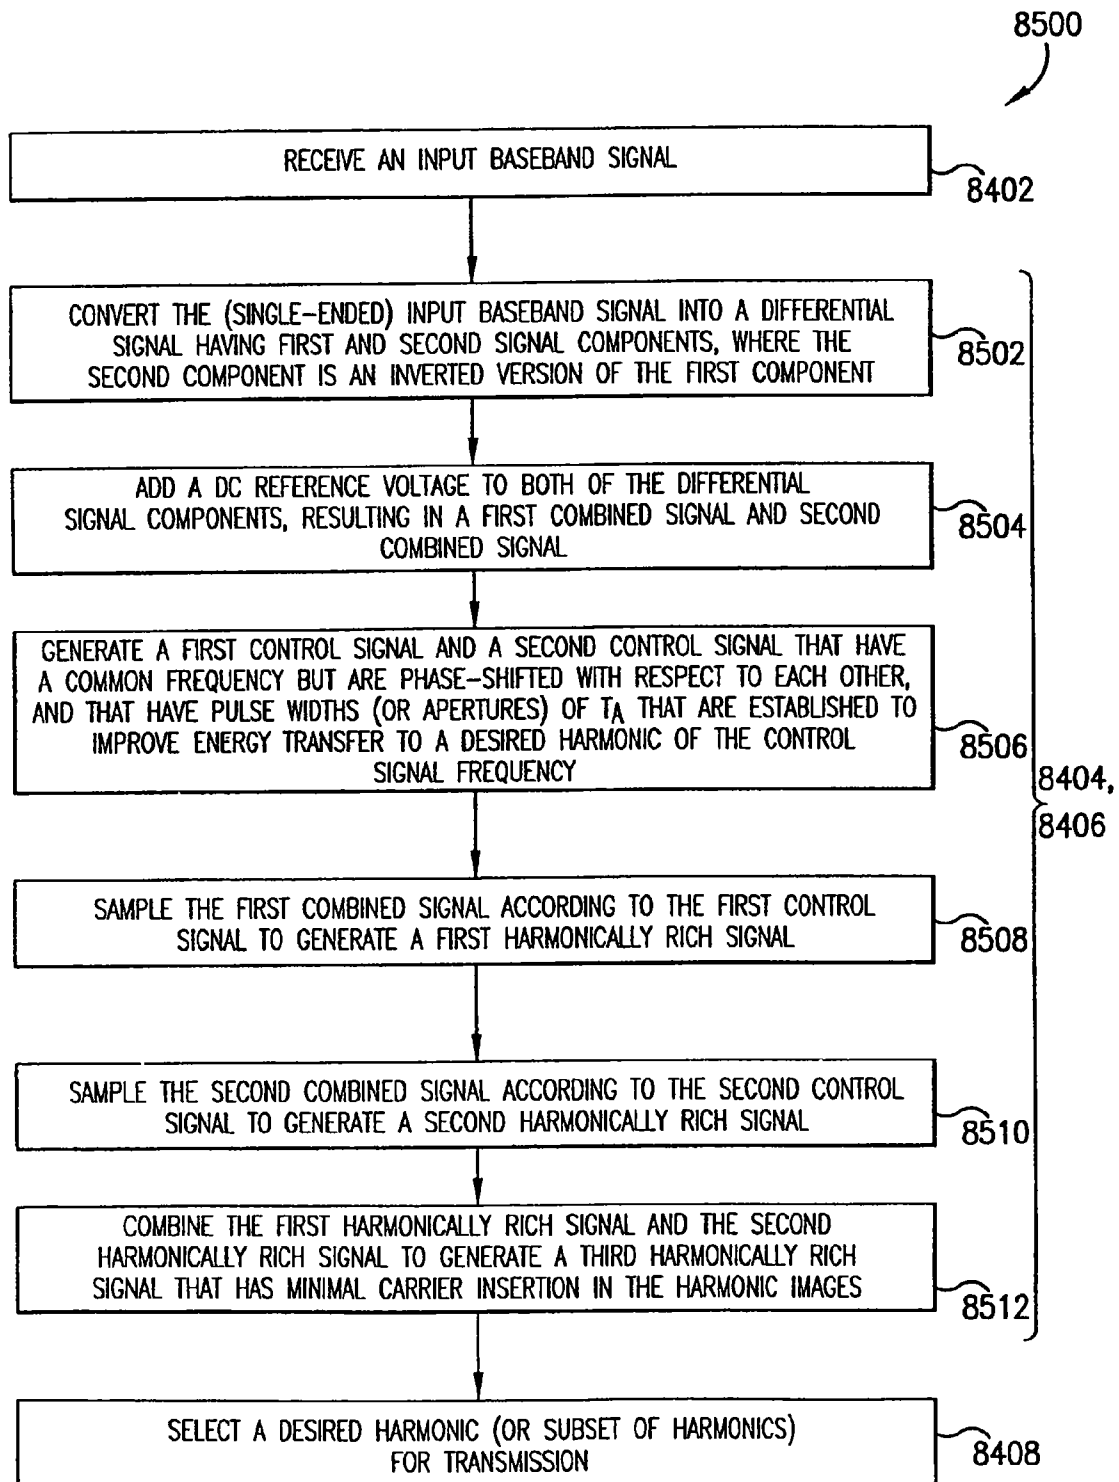 8500
RECEIVE AN INPUT BASEBAND SIGNAL
8402
CONVERT THE (SINGLE-ENDED) INPUT BASEBAND SIGNAL INTO A DIFFERENTIAL
SIGNAL HAVING FIRST AND SECOND SIGNAL COMPONENTS, WHERE THE
SECOND COMPONENT IS AN INVERTED VERSION OF THE FIRST COMPONENT
8502
ADD A DC REFERENCE VOLTAGE TO BOTH OF THE DIFFERENTIAL
SIGNAL COMPONENTS, RESULTING IN A FIRST COMBINED SIGNAL AND SECOND
COMBINED SIGNAL
8504
GENERATE A FIRST CONTROL SIGNAL AND A SECOND CONTROL SIGNAL THAT HAVE
A COMMON FREQUENCY BUT ARE PHASE-SHIFTED WITH RESPECT TO EACH OTHER,
AND THAT HAVE PULSE WIDTHS (OR APERTURES) OF TA THAT ARE ESTABLISHED TO
IMPROVE ENERGY TRANSFER TO A DESIRED HARMONIC OF THE CONTROL
SIGNAL FREQUENCY
8506
8404,
8406
SAMPLE THE FIRST COMBINED SIGNAL ACCORDING TO THE FIRST CONTROL
SIGNAL TO GENERATE A FIRST HARMONICALLY RICH SIGNAL
8508
SAMPLE THE SECOND COMBINED SIGNAL ACCORDING TO THE SECOND CONTROL
SIGNAL TO GENERATE A SECOND HARMONICALLY RICH SIGNAL
8510
COMBINE THE FIRST HARMONICALLY RICH SIGNAL AND THE SECOND
HARMONICALLY RICH SIGNAL TO GENERATE A THIRD HARMONICALLY RICH
SIGNAL THAT HAS MINIMAL CARRIER INSERTION IN THE HARMONIC IMAGES
8512
SELECT A DESIRED HARMONIC (OR SUBSET OF HARMONICS)
FOR TRANSMISSION
8408